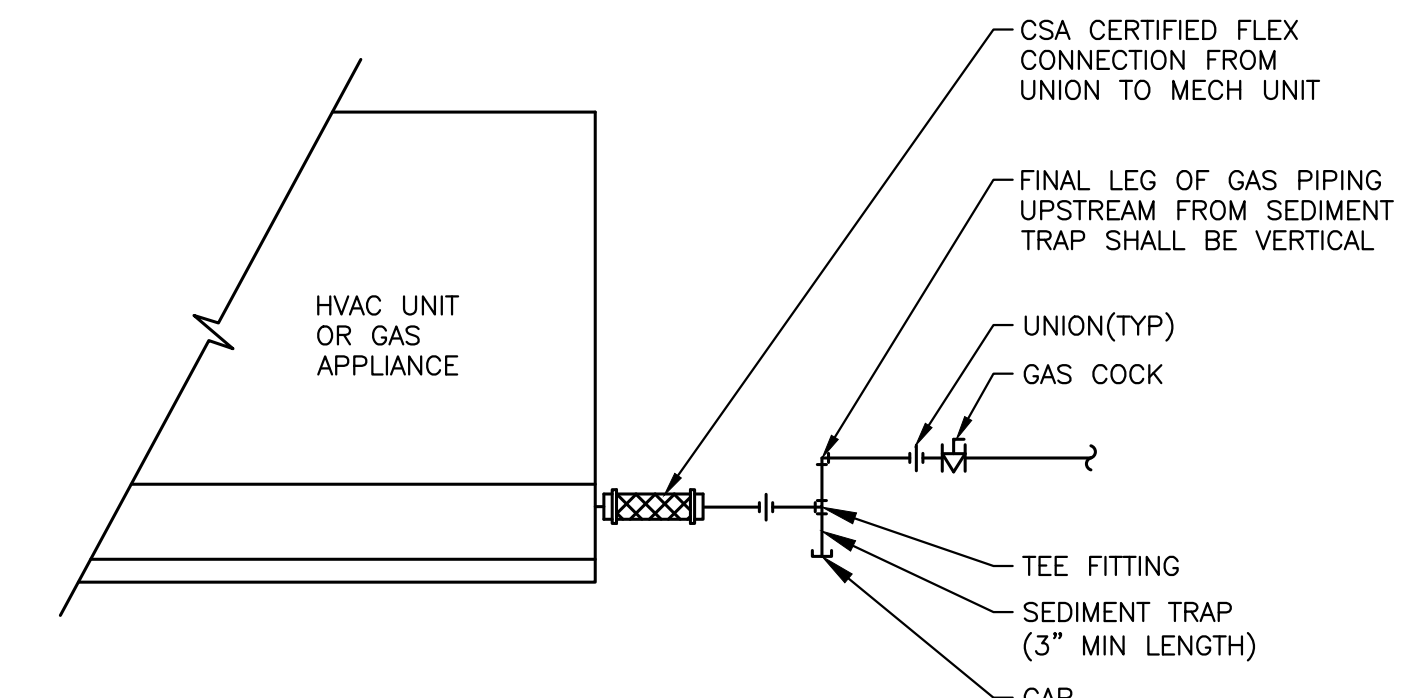 CSA CERTIFIED FLEX
CONNECTION FROM
UNION TO MECH UNIT
FINAL LEG OF GAS PIPING
UPSTREAM FROM SEDIMENT
TRAP SHALL BE VERTICAL
HVAC UNIT
OR GAS
APPLIANCE
UNION(TYP)
GAS COCK
TEE FITTING
SEDIMENT TRAP
(3" MIN LENGTH)
CAP